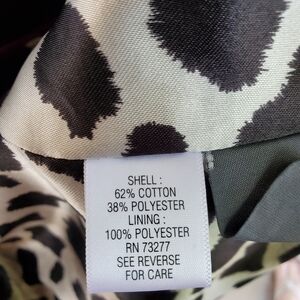 SHELL :
62% COTTON
38% POLYESTER
LINING :
100% POLYESTER
RN 73277
SEE REVERSE
FOR CARE